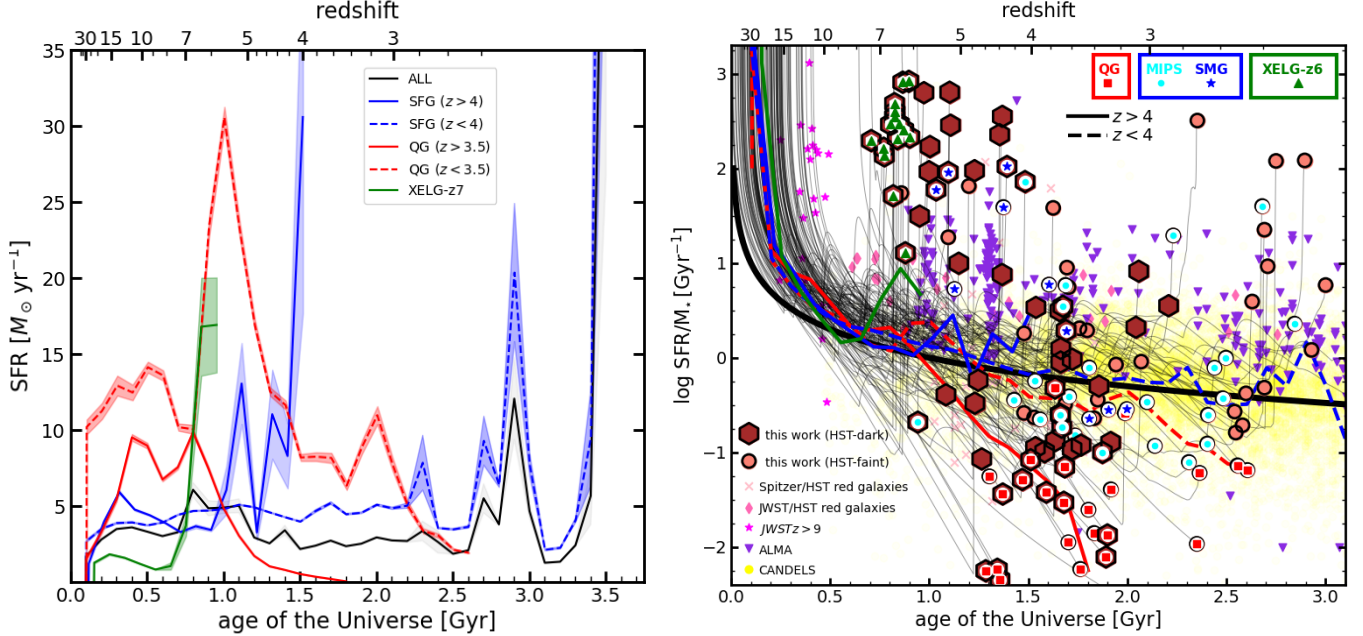 redshift
30 15 10 7 5 4 3
35
30
25
20
15
10
5
SFR [M⊙ yr⁻¹]
ALL
SFG (z > 4)
SFG (z < 4)
QG (z > 3.5)
QG (z < 3.5)
XELG-z7
0.0 0.5 1.0 1.5 2.0 2.5 3.0 3.5
age of the Universe [Gyr]
redshift
30 15 10 7 5 4 3
3
2
1
0
−1
−2
log SFR/M⋆ [Gyr⁻¹]
QG
MIPS SMG
XELG-z6
z > 4
z < 4
this work (HST-dark)
this work (HST-faint)
Spitzer/HST red galaxies
JWST/HST red galaxies
JWSTz > 9
ALMA
CANDELS
0.0 0.5 1.0 1.5 2.0 2.5 3.0
age of the Universe [Gyr]